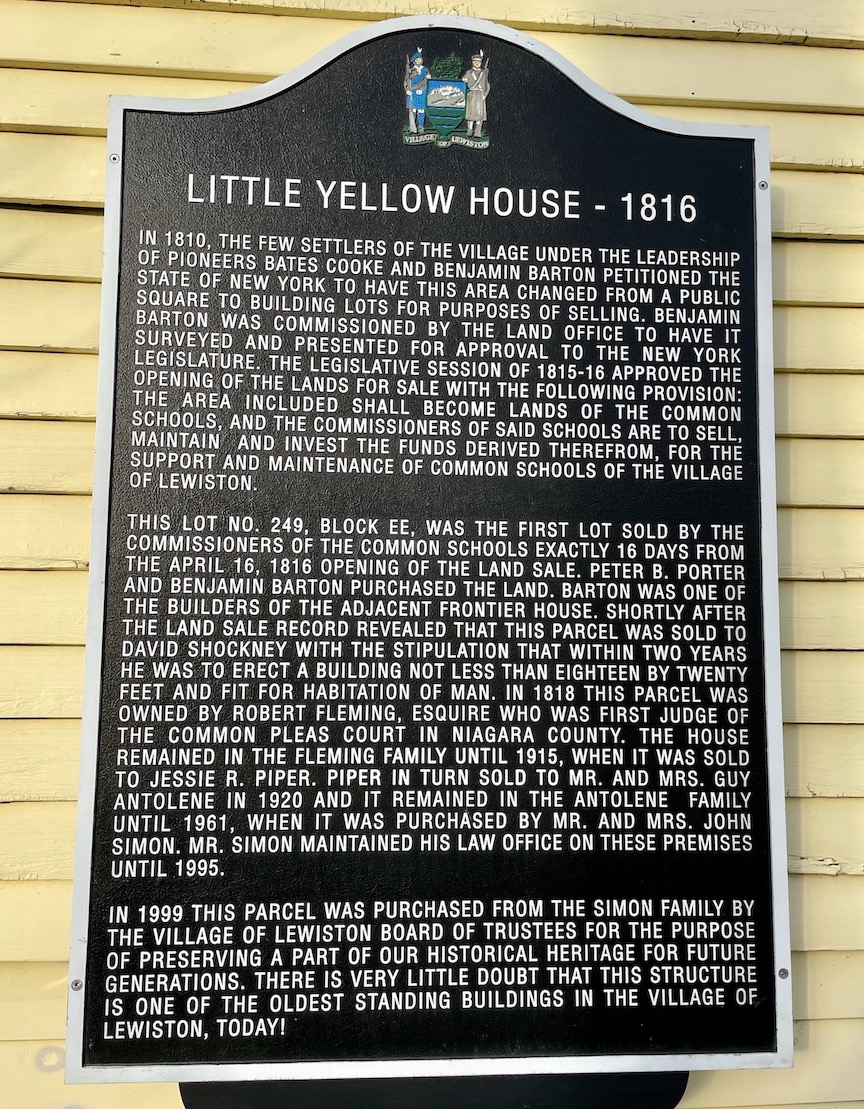 VILLAGE OF LEWISTON
LITTLE YELLOW HOUSE - 1816
IN 1810, THE FEW SETTLERS OF THE VILLAGE UNDER THE LEADERSHIP
OF PIONEERS BATES COOKE AND BENJAMIN BARTON PETITIONED THE
STATE OF NEW YORK TO HAVE THIS AREA CHANGED FROM A PUBLIC
SQUARE TO BUILDING LOTS FOR PURPOSES OF SELLING. BENJAMIN
BARTON WAS COMMISSIONED BY THE LAND OFFICE TO HAVE IT
SURVEYED AND PRESENTED FOR APPROVAL TO THE NEW YORK
LEGISLATURE. THE LEGISLATIVE SESSION OF 1815-16 APPROVED THE
OPENING OF THE LANDS FOR SALE WITH THE FOLLOWING PROVISION:
THE AREA INCLUDED SHALL BECOME LANDS OF THE COMMON
SCHOOLS, AND THE COMMISSIONERS OF SAID SCHOOLS ARE TO SELL,
MAINTAIN AND INVEST THE FUNDS DERIVED THEREFROM, FOR THE
SUPPORT AND MAINTENANCE OF COMMON SCHOOLS OF THE VILLAGE
OF LEWISTON.
THIS LOT NO. 249, BLOCK EE, WAS THE FIRST LOT SOLD BY THE
COMMISSIONERS OF THE COMMON SCHOOLS EXACTLY 16 DAYS FROM
THE APRIL 16, 1816 OPENING OF THE LAND SALE. PETER B. PORTER
AND BENJAMIN BARTON PURCHASED THE LAND. BARTON WAS ONE OF
THE BUILDERS OF THE ADJACENT FRONTIER HOUSE. SHORTLY AFTER
THE LAND SALE RECORD REVEALED THAT THIS PARCEL WAS SOLD TO
DAVID SHOCKNEY WITH THE STIPULATION THAT WITHIN TWO YEARS
HE WAS TO ERECT A BUILDING NOT LESS THAN EIGHTEEN BY TWENTY
FEET AND FIT FOR HABITATION OF MAN. IN 1818 THIS PARCEL WAS
OWNED BY ROBERT FLEMING, ESQUIRE WHO WAS FIRST JUDGE OF
THE COMMON PLEAS COURT IN NIAGARA COUNTY. THE HOUSE
REMAINED IN THE FLEMING FAMILY UNTIL 1915, WHEN IT WAS SOLD
TO JESSIE R. PIPER. PIPER IN TURN SOLD TO MR. AND MRS. GUY
ANTOLENE IN 1920 AND IT REMAINED IN THE ANTOLENE FAMILY
UNTIL 1961, WHEN IT WAS PURCHASED BY MR. AND MRS. JOHN
SIMON. MR. SIMON MAINTAINED HIS LAW OFFICE ON THESE PREMISES
UNTIL 1995.
IN 1999 THIS PARCEL WAS PURCHASED FROM THE SIMON FAMILY BY
THE VILLAGE OF LEWISTON BOARD OF TRUSTEES FOR THE PURPOSE
OF PRESERVING A PART OF OUR HISTORICAL HERITAGE FOR FUTURE
GENERATIONS. THERE IS VERY LITTLE DOUBT THAT THIS STRUCTURE
IS ONE OF THE OLDEST STANDING BUILDINGS IN THE VILLAGE OF
LEWISTON, TODAY!